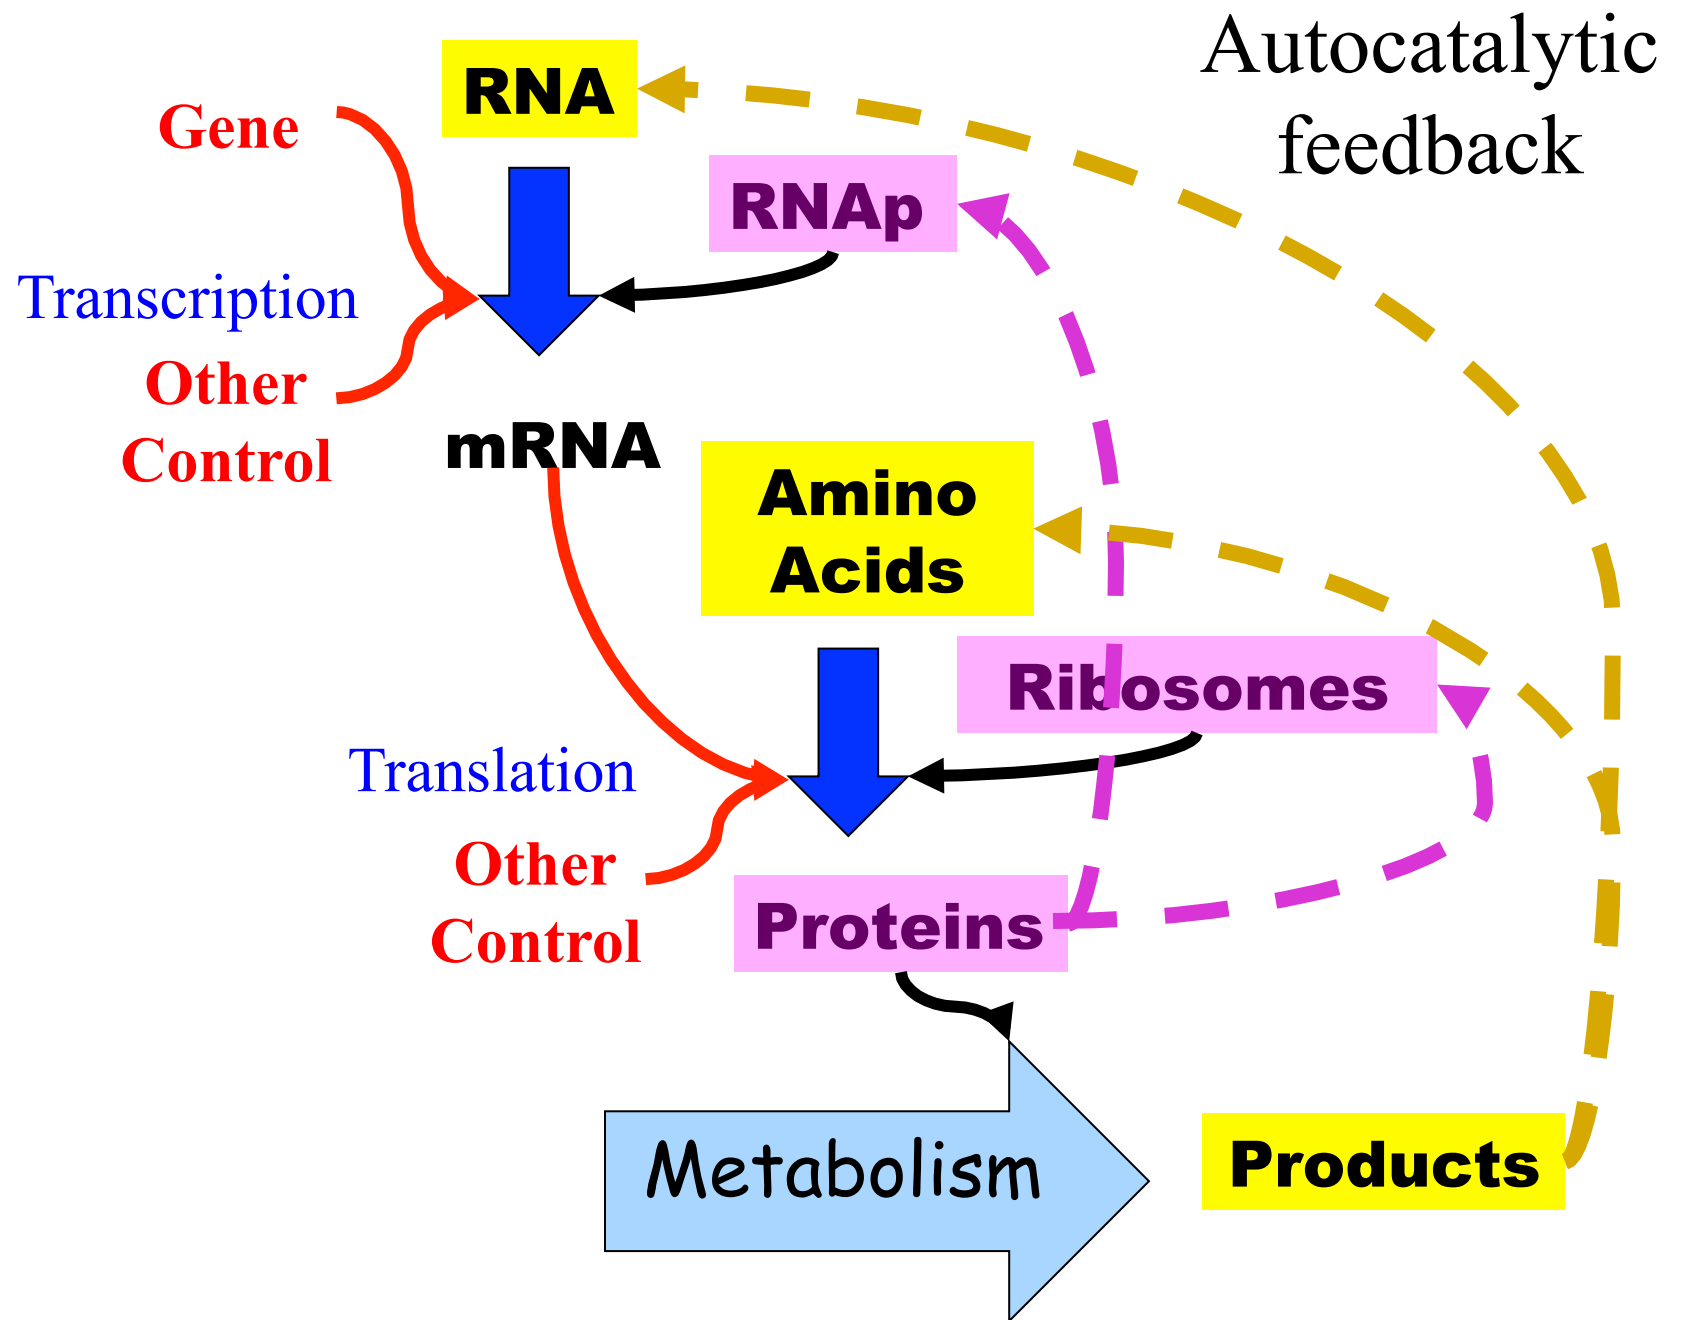 Autocatalytic
feedback
RNA
Gene
RNAp
Transcription
Other
Control
mRNA
Amino
Acids
Ribosomes
Translation
Other
Control
Proteins
Metabolism
Products